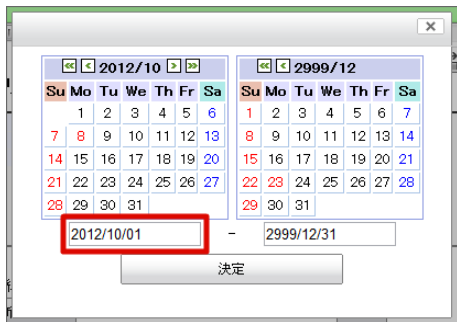 2012/10
Su Mo Tu We Th Fr Sa
1 2 3 4 5 6
7 8 9 10 11 12 13
14 15 16 17 18 19 20
21 22 23 24 25 26 27
28 29 30 31
2999/12
Su Mo Tu We Th Fr Sa
1 2 3 4 5 6 7
8 9 10 11 12 13 14
15 16 17 18 19 20 21
22 23 24 25 26 27 28
29 30 31
2012/10/01 - 2999/12/31
決定